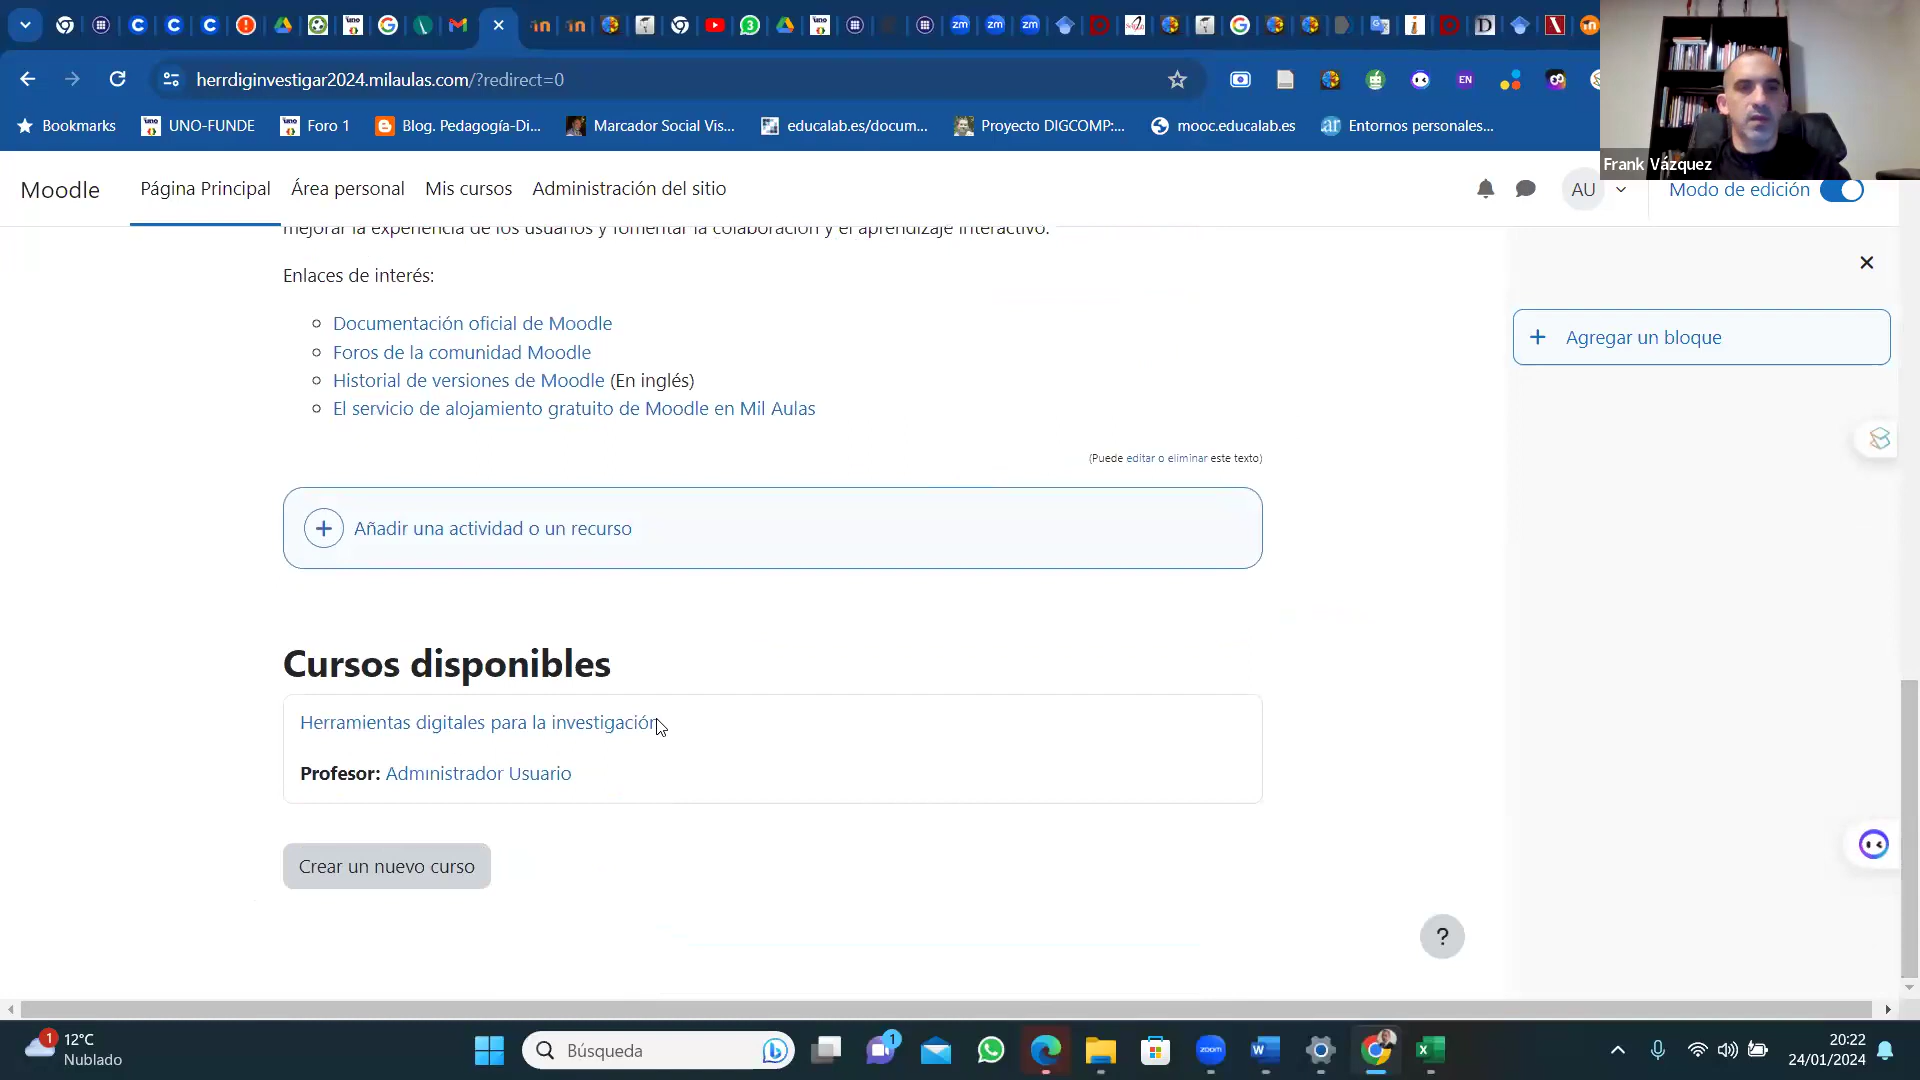 herrdiginvestigar2024.milaulas.com/?redirect=0
EN
Bookmarks
UNO-FUNDE
Foro 1
Blog. Pedagogía-Di...
Marcador Social Vis...
educalab.es/docum...
Proyecto DIGCOMP:...
mooc.educalab.es
Entornos personales...
Frank Vázquez
Moodle
Página Principal
Área personal
Mis cursos
Administración del sitio
AU
Modo de edición
mejorar la experiencia de los usuarios y fomentar la colaboración y el aprendizaje interactivo.
Enlaces de interés:
Documentación oficial de Moodle
Foros de la comunidad Moodle
Historial de versiones de Moodle (En inglés)
El servicio de alojamiento gratuito de Moodle en Mil Aulas
(Puede editar o eliminar este texto)
Agregar un bloque
Añadir una actividad o un recurso
Cursos disponibles
Herramientas digitales para la investigación
Profesor: Administrador Usuario
Crear un nuevo curso
?
1
12°C
Nublado
Búsqueda
1
zoom
20:22
24/01/2024